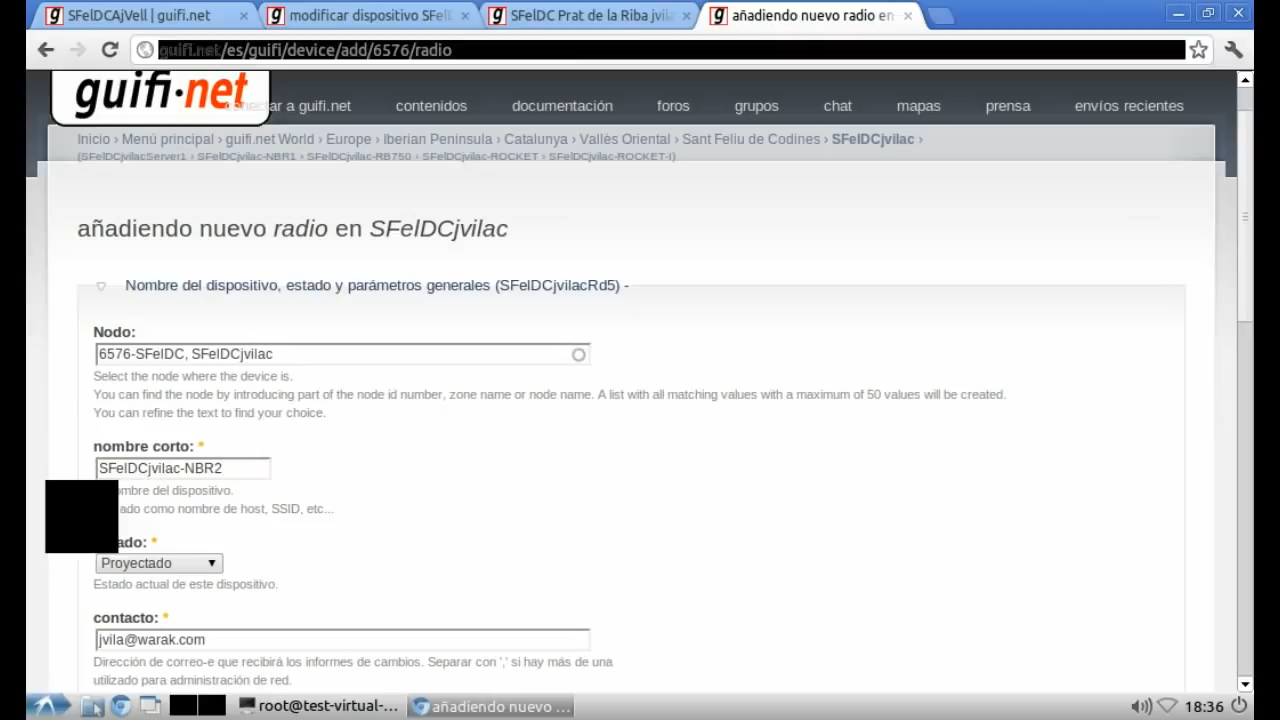 SFelDCAjVell | guifi.net
modificar dispositivo SFel
SFelDC Prat de la Riba jvila
añadiendo nuevo radio en
guifi.net/es/guifi/device/add/6576/radio
guifi·net
conectar a guifi.net contenidos documentación foros grupos chat mapas prensa envíos recientes
Inicio › Menú principal › guifi.net World › Europe › Iberian Peninsula › Catalunya › Vallès Oriental › Sant Feliu de Codines › SFelDCjvilac ›
(SFelDCjvilacServer1 › SFelDCjvilac-NBR1 › SFelDCjvilac-RB750 › SFelDCjvilac-ROCKET › SFelDCjvilac-ROCKET-I)
añadiendo nuevo radio en SFelDCjvilac
Nombre del dispositivo, estado y parámetros generales (SFelDCjvilacRd5) -
Nodo:
6576-SFelDC, SFelDCjvilac
Select the node where the device is.
You can find the node by introducing part of the node id number, zone name or node name. A list with all matching values with a maximum of 50 values will be created.
You can refine the text to find your choice.
nombre corto: *
SFelDCjvilac-NBR2
ombre del dispositivo.
ado como nombre de host, SSID, etc...
ado: *
Proyectado
Estado actual de este dispositivo.
contacto: *
jvila@warak.com
Dirección de correo-e que recibirá los informes de cambios. Separar con ',' si hay más de una
utilizado para administración de red.
root@test-virtual-...
añadiendo nuevo ...
18:36